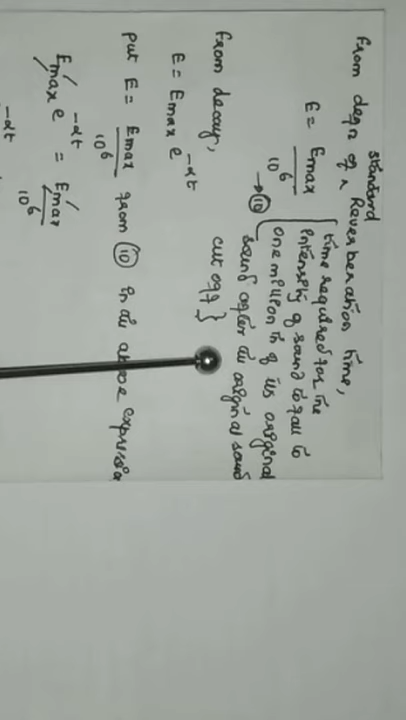 From defn of standard Reverberation time,
E = Emax / 10^6 → (10) { time required for the
intensity of sound to fall to
one millionth of its original
sound after the original sound
cut off }
From decay,
E = Emax e^-αt
put E = Emax / 10^6 from (10) in the above expression
Emax e^-αt = Emax / 10^6
-αt